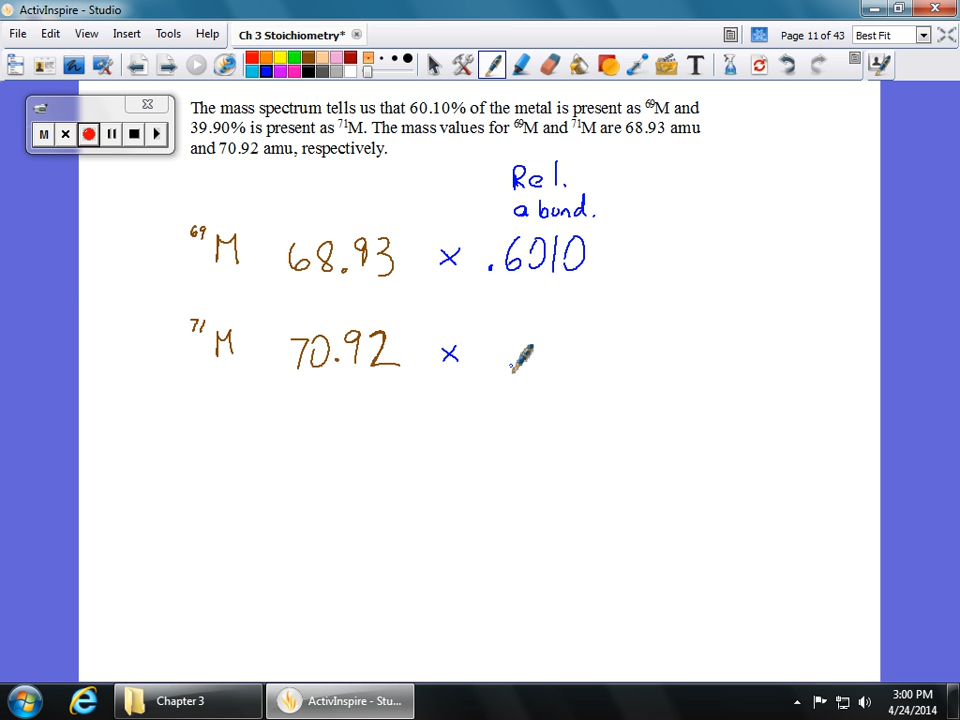 ActivInspire - Studio
File Edit View Insert Tools Help Ch 3 Stoichiometry* Page 11 of 43 Best Fit
T
M
The mass spectrum tells us that 60.10% of the metal is present as ⁶⁹M and
39.90% is present as ⁷¹M. The mass values for ⁶⁹M and ⁷¹M are 68.93 amu
and 70.92 amu, respectively.
Rel.
abund.
⁶⁹M 68.93 x .6010
⁷¹M 70.92 x .
Chapter 3 ActivInspire - Stu... 3:00 PM
4/24/2014